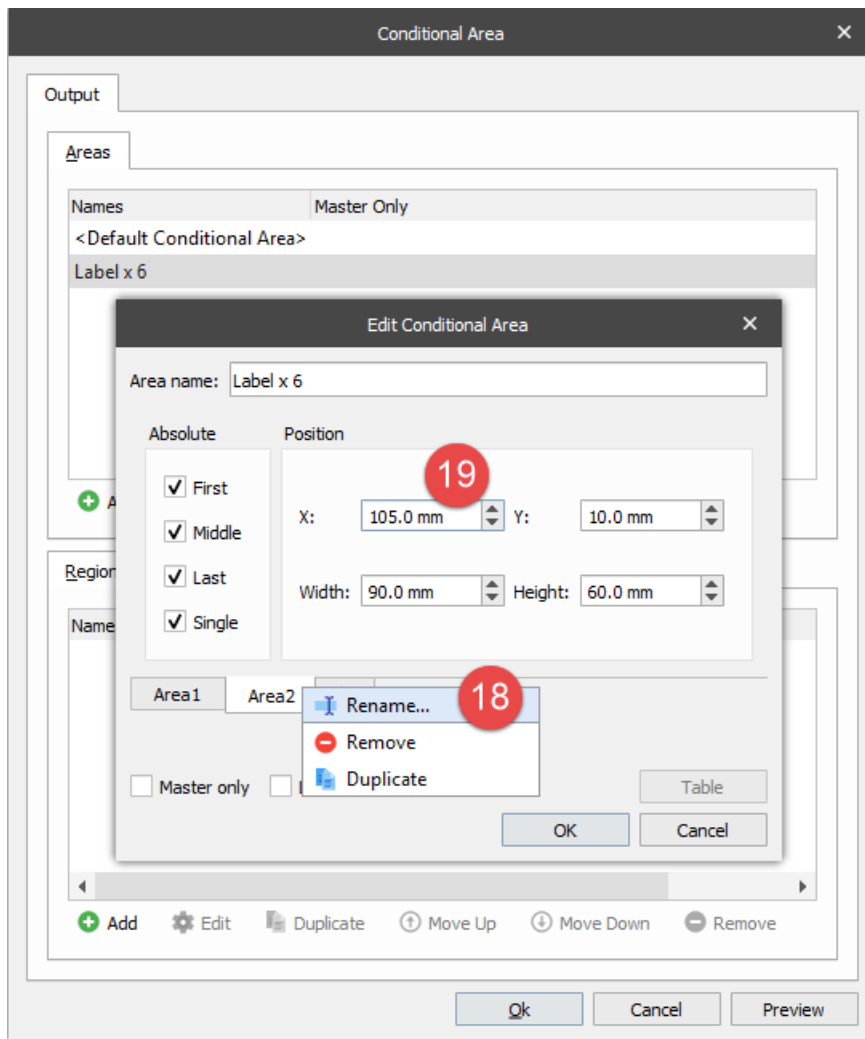 Conditional Area
Output
Areas
Names Master Only
<Default Conditional Area>
Label x 6
Edit Conditional Area
Area name: Label x 6
Absolute Position
First
Middle
Last
Single
19
X: 105.0 mm Y: 10.0 mm
Width: 90.0 mm Height: 60.0 mm
A
Region
Name
Area1 Area2
18
Rename...
Remove
Duplicate
Master only
Table
OK Cancel
Add Edit Duplicate Move Up Move Down Remove
Ok Cancel Preview